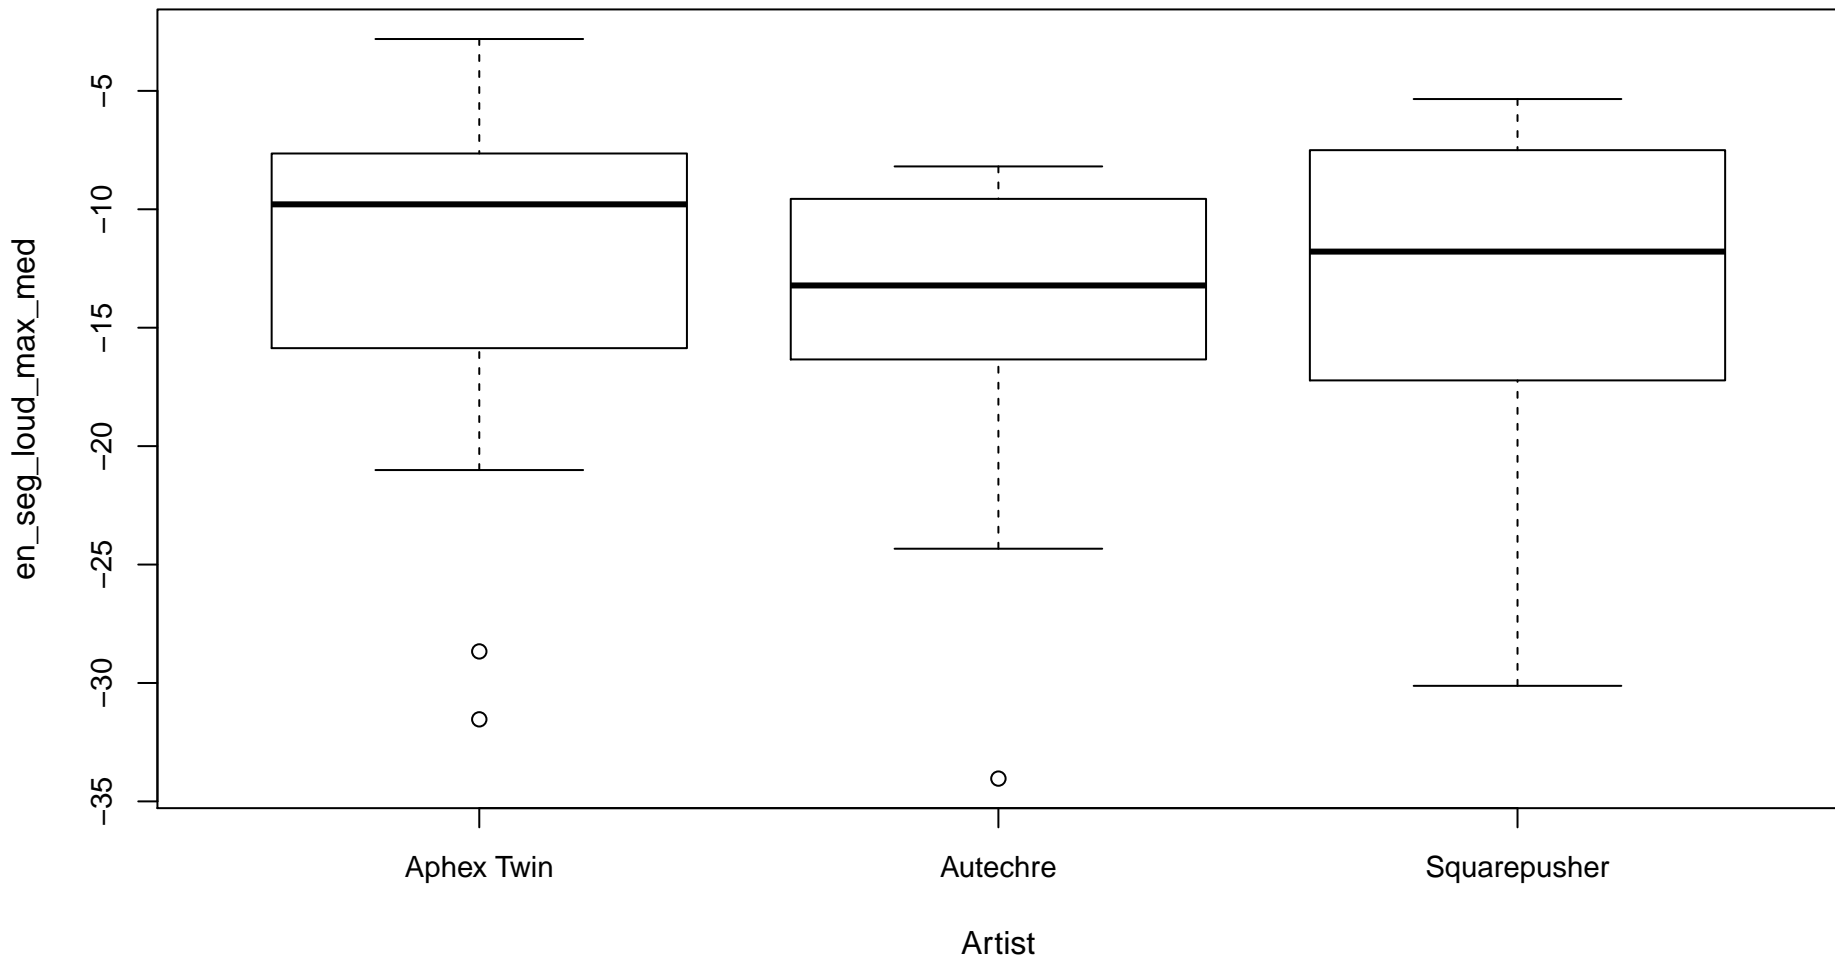 en_seg_loud_max_med
−5
−10
−15
−20
−25
−30
−35
Aphex Twin
Autechre
Squarepusher
Artist